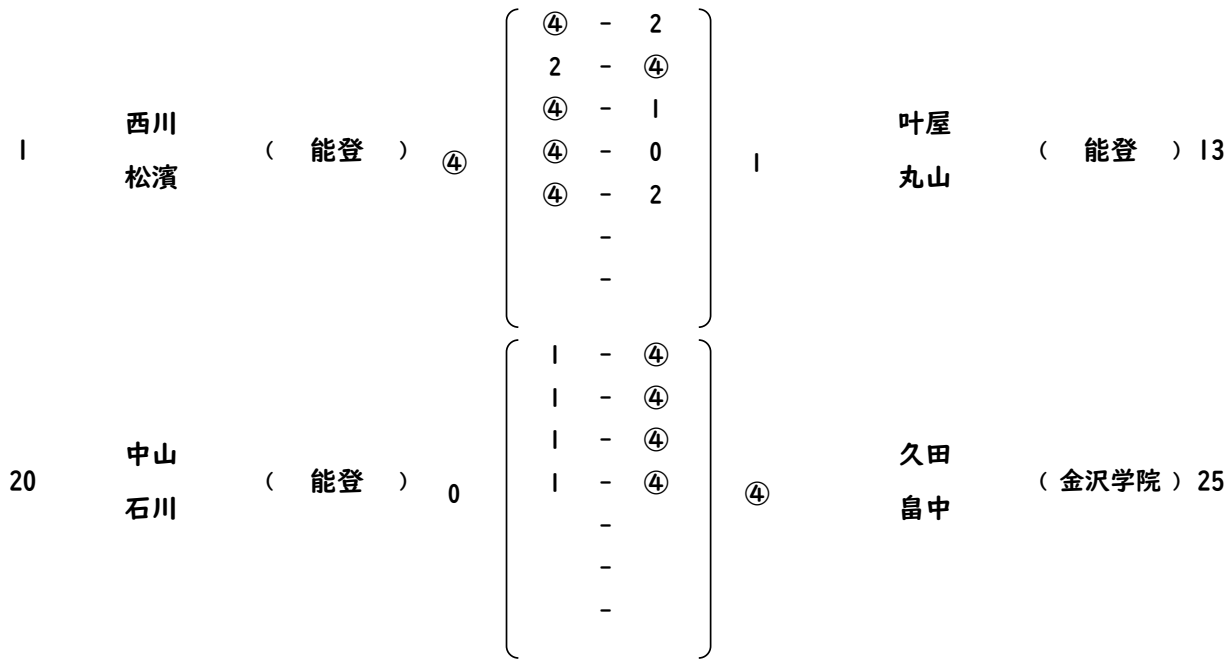 ④ - 2
2 - ④
④ - 1
1 西川 松濱 ( 能登 ) ④ ④ - 0 1 叶屋 丸山 ( 能登 ) 13
④ - 2
-
-
1 - ④
1 - ④
1 - ④
20 中山 石川 ( 能登 ) 0 1 - ④ ④ 久田 畠中 ( 金沢学院 ) 25
-
-
-